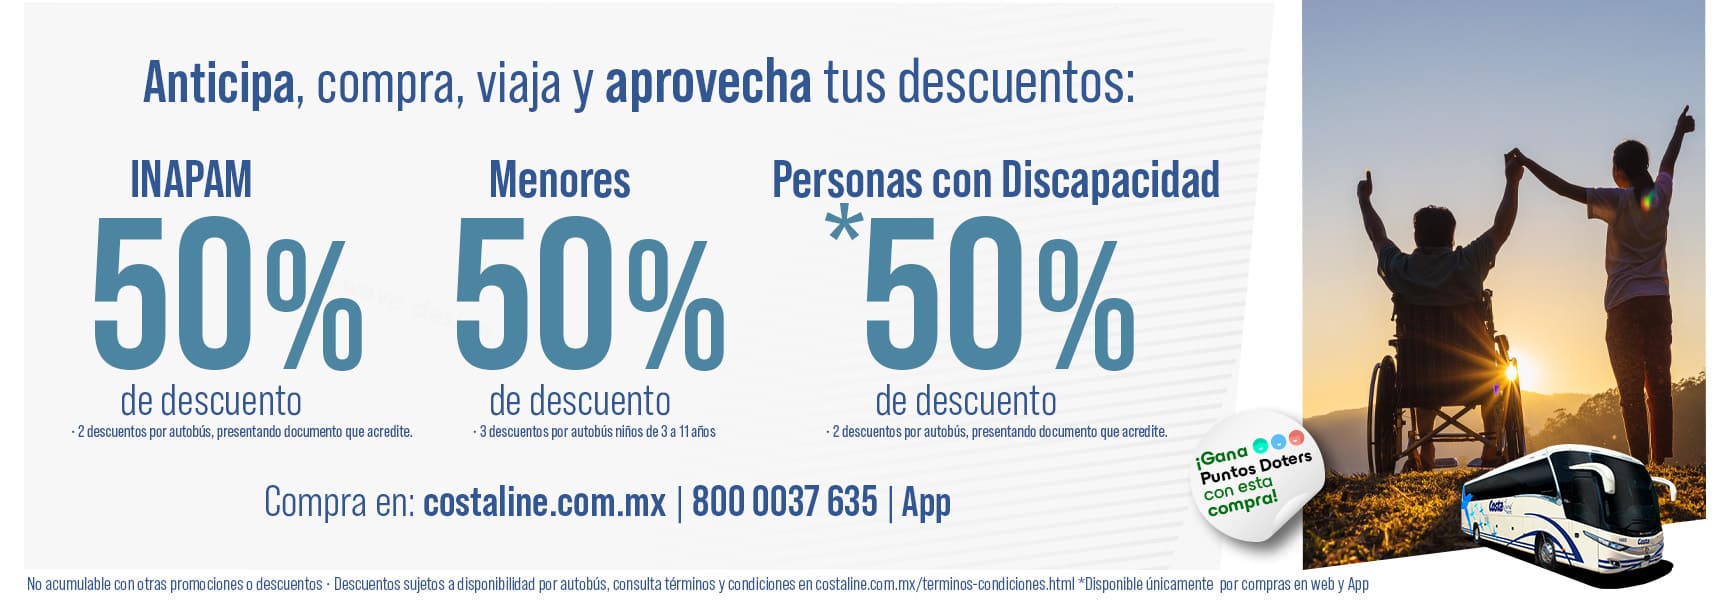 Anticipa, compra, viaja y aprovecha tus descuentos:
INAPAM
50%
de descuento
· 2 descuentos por autobús, presentando documento que acredite.
Menores
50%
de descuento
· 3 descuentos por autobús niños de 3 a 11 años
Personas con Discapacidad
*50%
de descuento
· 2 descuentos por autobús, presentando documento que acredite.
¡Gana
Puntos Doters
con esta
compra!
Compra en: costaline.com.mx | 800 0037 635 | App
Costa
Costa
No acumulable con otras promociones o descuentos · Descuentos sujetos a disponibilidad por autobús, consulta términos y condiciones en costaline.com.mx/terminos-condiciones.html *Disponible únicamente por compras en web y App